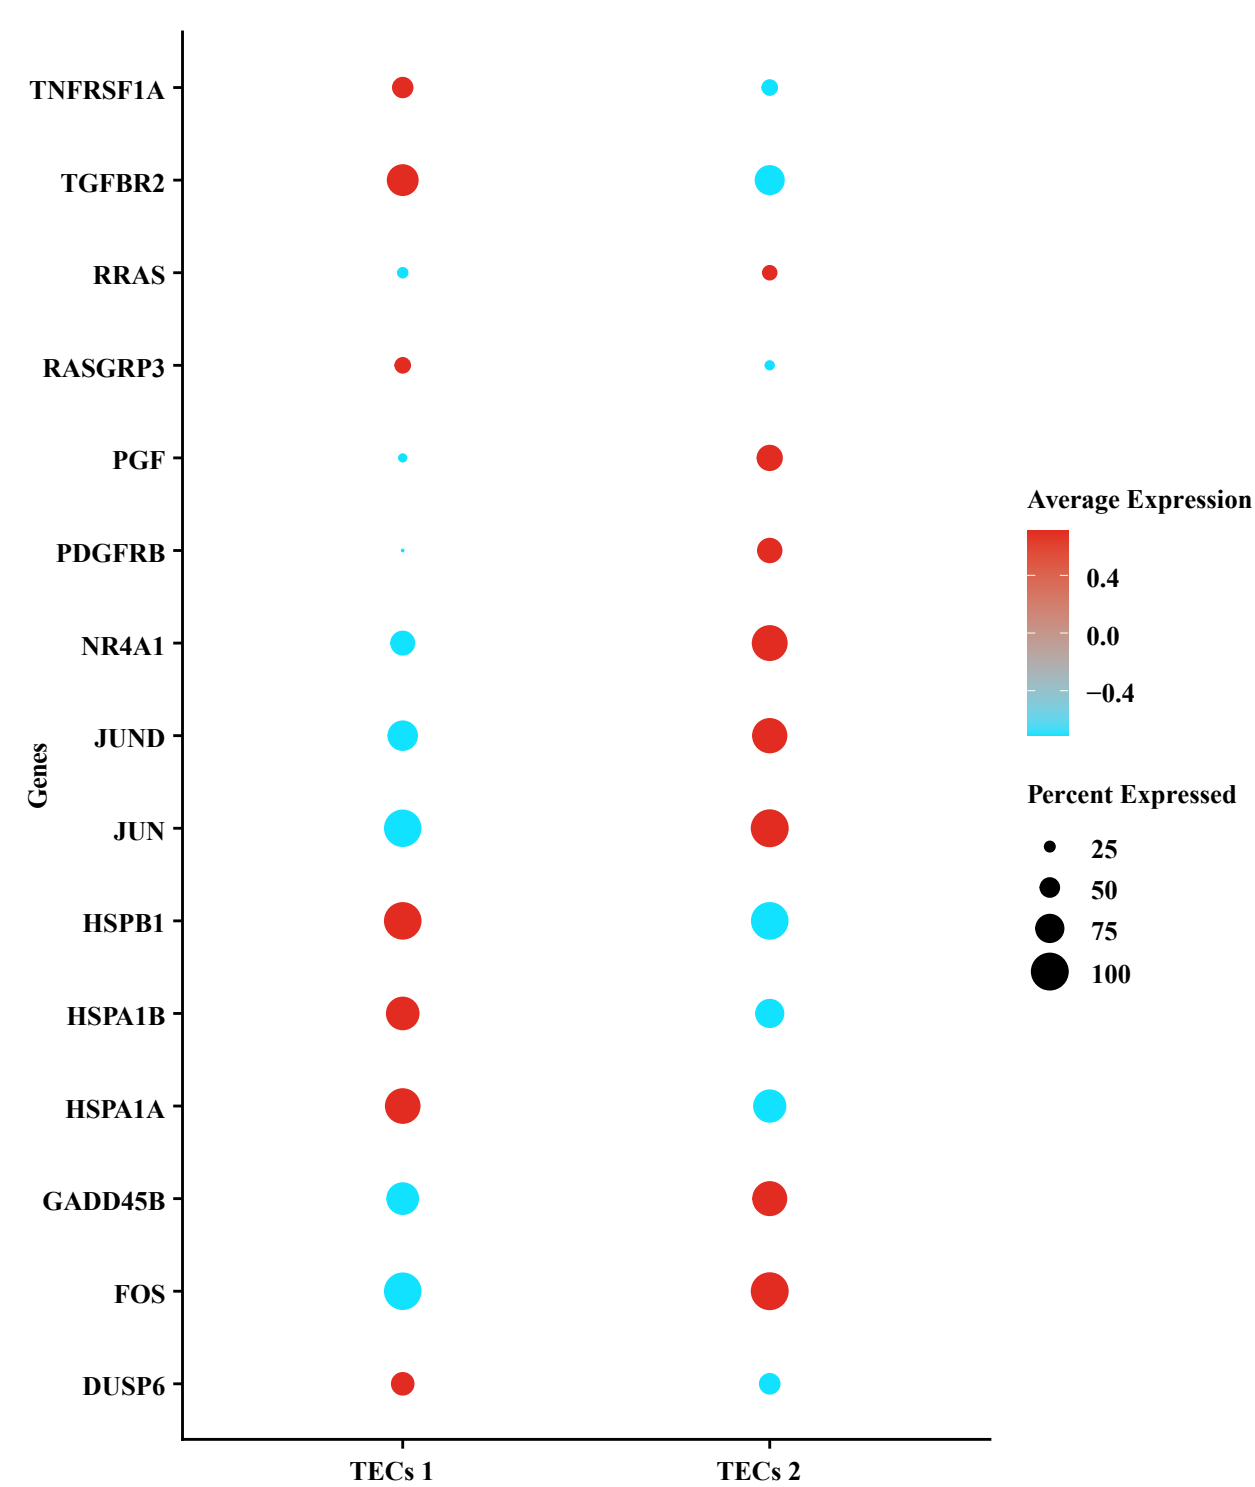 TNFRSF1A
TGFBR2
RRAS
RASGRP3
PGF
PDGFRB
NR4A1
JUND
JUN
HSPB1
HSPA1B
HSPA1A
GADD45B
FOS
DUSP6
Genes
TECs 1
TECs 2
Average Expression
0.4
0.0
−0.4
Percent Expressed
25
50
75
100